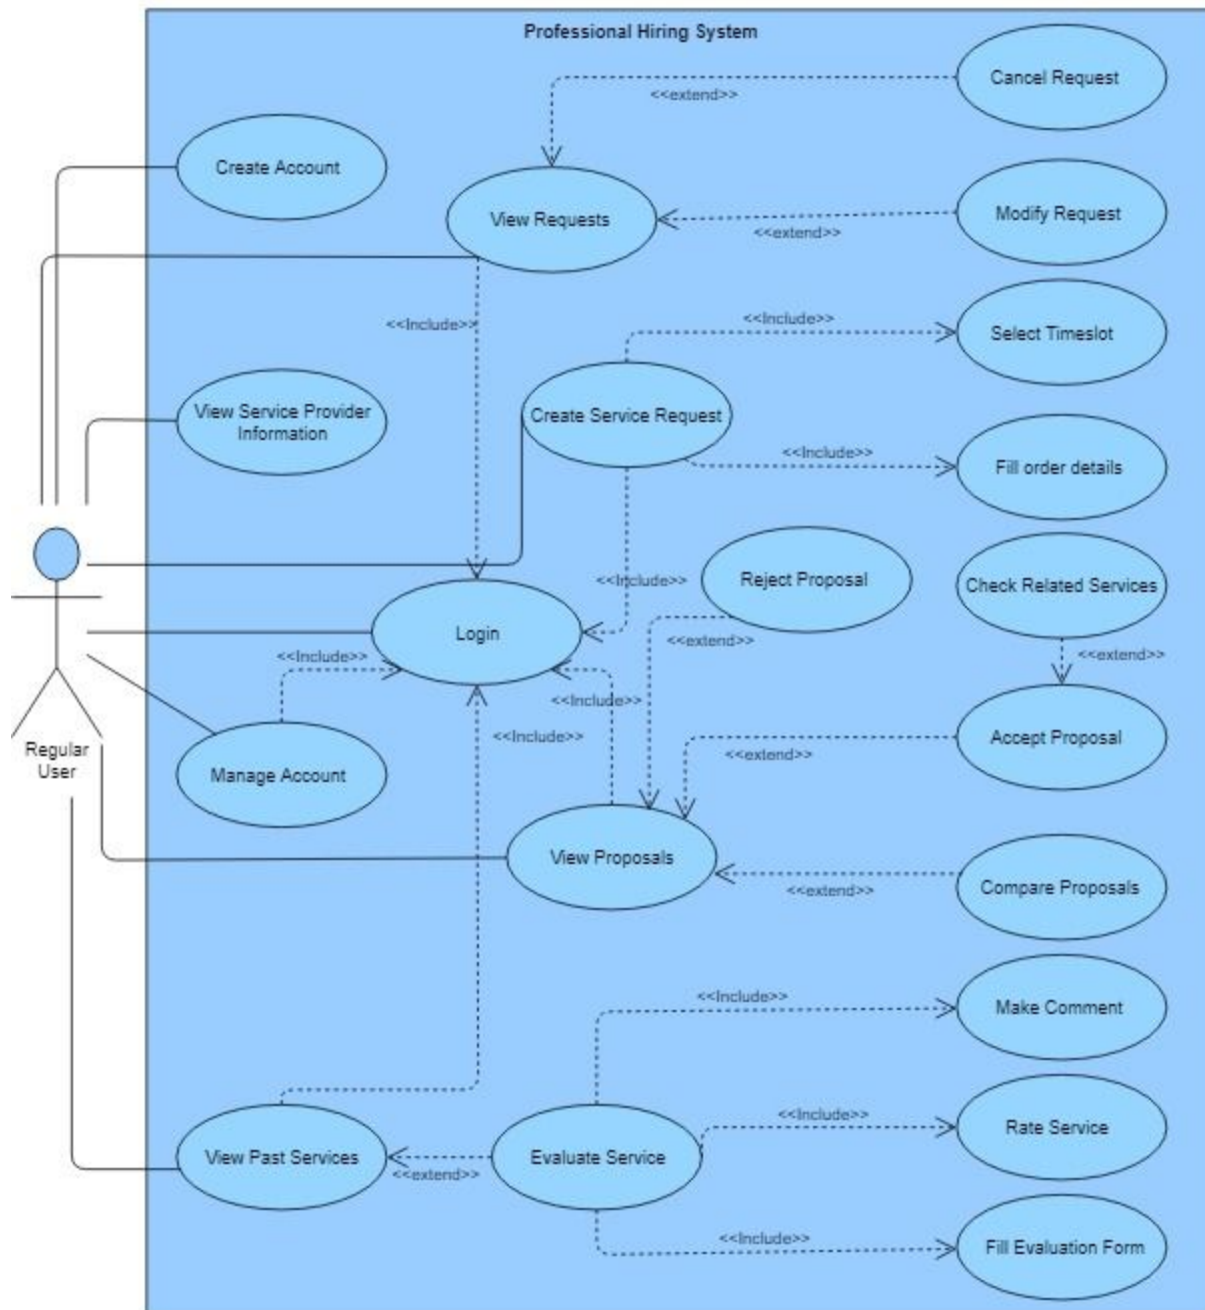 Professional Hiring System
Cancel Request
<<extend>>
Create Account
View Requests
Modify Request
<<extend>>
<<Include>>
<<Include>>
Select Timeslot
View Service Provider
Information
Create Service Request
<<Include>>
Fill order details
<<Include>>
Reject Proposal
Check Related Services
Login
<<extend>>
<<extend>>
<<Include>>
<<Include>>
<<Include>>
Regular
User
Manage Account
Accept Proposal
<<extend>>
View Proposals
<<extend>>
Compare Proposals
<<Include>>
Make Comment
<<Include>>
Rate Service
View Past Services
<<extend>>
Evaluate Service
<<Include>>
Fill Evaluation Form